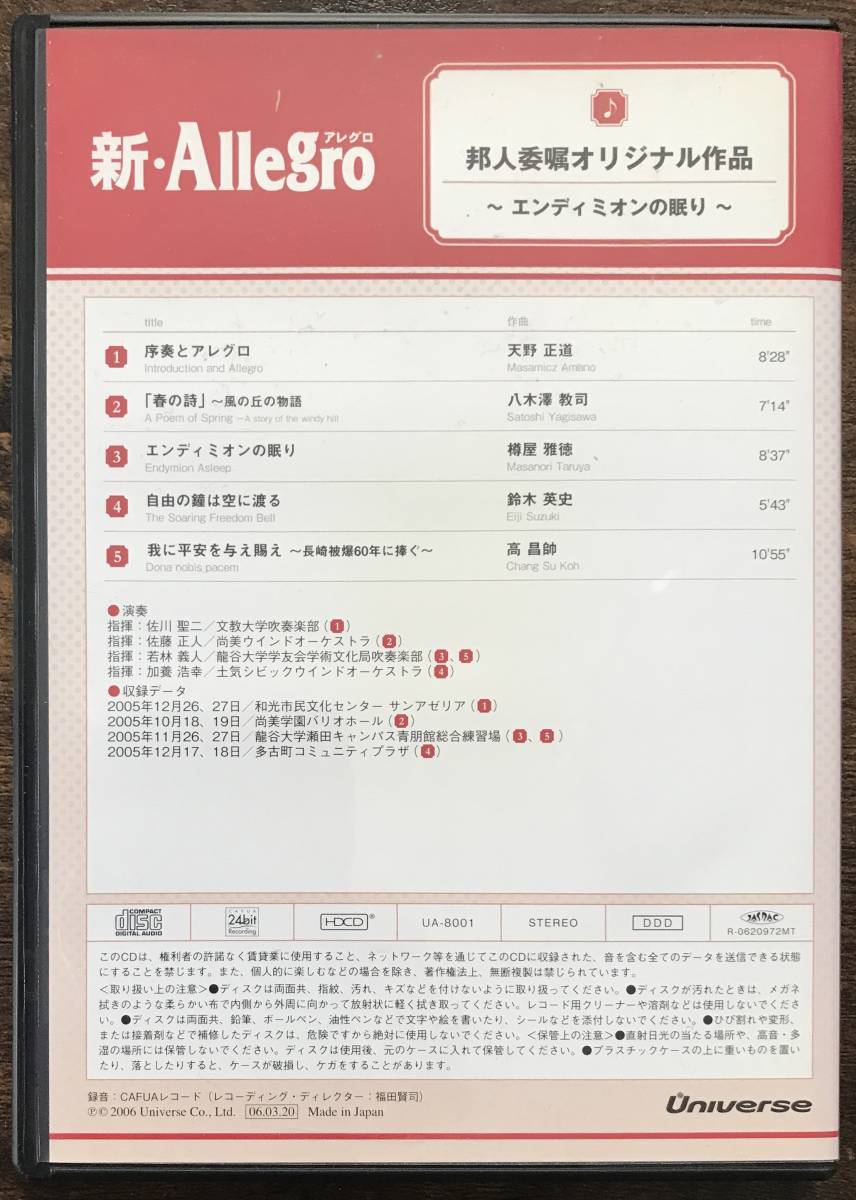 新・Allegro
アレグロ
邦人委嘱オリジナル作品
～ エンディミオンの眠り ～
title 作曲 time
1 序奏とアレグロ 天野 正道 8'28"
Introduction and Allegro Masamicz Amano
2 「春の詩」～風の丘の物語 八木澤 教司 7'14"
A Poem of Spring －A story of the windy hill Satoshi Yagisawa
3 エンディミオンの眠り 樽屋 雅徳 8'37"
Endymion Asleep Masanori Taruya
4 自由の鐘は空に渡る 鈴木 英史 5'43"
The Soaring Freedom Bell Eiji Suzuki
5 我に平安を与え賜え ～長崎被爆60年に捧ぐ～ 高 昌帥 10'55"
Dona nobis pacem Chang Su Koh
●演奏
指揮：佐川 聖二／文教大学吹奏楽部（1）
指揮：佐藤 正人／尚美ウインドオーケストラ（2）
指揮：若林 義人／龍谷大学学友会学術文化局吹奏楽部（3、5）
指揮：加養 浩幸／土気シビックウインドオーケストラ（4）
●収録データ
2005年12月26、27日／和光市民文化センター サンアゼリア（1）
2005年10月18、19日／尚美学園バリオホール（2）
2005年11月26、27日／龍谷大学瀬田キャンパス青朋館総合練習場（3、5）
2005年12月17、18日／多古町コミュニティプラザ（4）
COMPACT disc DIGITAL AUDIO CAFUA 24bit Recording HDCD® UA-8001 STEREO DDD JASRAC
R-0620972MT
このCDは、権利者の許諾なく賃貸業に使用すること、ネットワーク等を通じてこのCDに収録された、音を含む全てのデータを送信できる状態
にすることを禁じます。また、個人的に楽しむなどの場合を除き、著作権法上、無断複製は禁じられています。
＜取り扱い上の注意＞●ディスクは両面共、指紋、汚れ、キズなどを付けないように取り扱ってください。●ディスクが汚れたときは、メガネ
拭きのような柔らかい布で内側から外周に向かって放射状に軽く拭き取ってください。レコード用クリーナーや溶剤などは使用しないでくださ
い。●ディスクは両面共、鉛筆、ボールペン、油性ペンなどで文字や絵を書いたり、シールなどを添付しないでください。●ひび割れや変形、
または接着剤などで補修したディスクは、危険ですから絶対に使用しないでください。＜保管上の注意＞●直射日光の当たる場所や、高音・多
湿の場所には保管しないでください。ディスクは使用後、元のケースに入れて保管してください。●プラスチックケースの上に重いものを置い
たり、落としたりすると、ケースが破損し、ケガをすることがあります。
録音：CAFUAレコード（レコーディング・ディレクター：福田賢司）
℗© 2006 Universe Co., Ltd. 06.03.20 Made in Japan
Universe